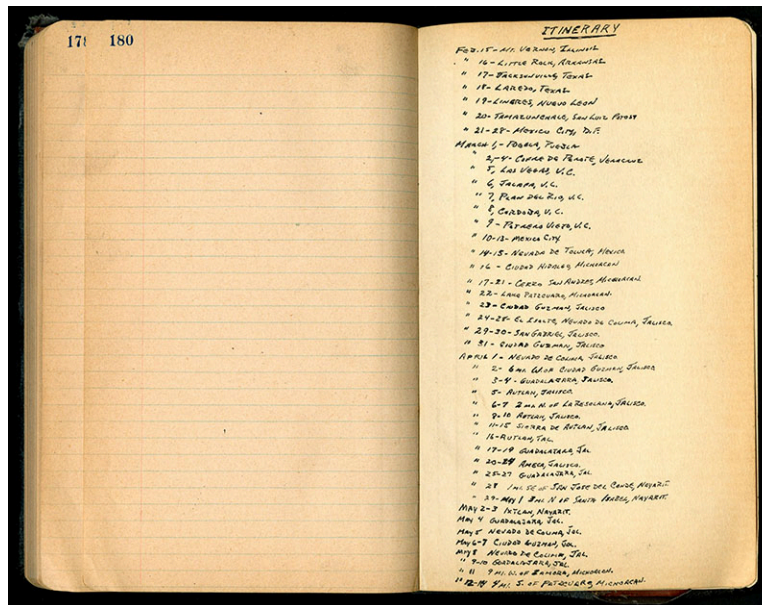 178 180
ITINERARY
FEB. 15 - MT. VERNON, ILLINOIS
" 16 - LITTLE ROCK, ARKANSAS
" 17 - JACKSONVILLE, TEXAS
" 18 - LAREDO, TEXAS
" 19 - LINARES, NUEVO LEON
" 20 - TAMAZUNCHALE, SAN LUIS POTOSI
" 21-28 - MEXICO CITY, D.F.
MARCH 1, - PUEBLA, PUEBLA
" 2,-4 - COFRE DE PEROTE, VERACRUZ
" 5, LAS VEGAS, V.C.
" 6, JALAPA, V.C.
" 7, PLAN DEL RIO, V.C.
" 8, CORDOBA, V.C.
" 9 - POTRERO VIEJO, V.C.
" 10-13 - MEXICO CITY
" 14-15 - NEVADO DE TOLUCA, MEXICO
" 16 - CIUDAD HIDALGO, MICHOACAN
" 17-21 - CERRO SAN ANDRES, MICHOACAN.
" 22 - LAKE PATZCUARO, MICHOACAN.
" 23 - CIUDAD GUZMAN, JALISCO
" 24-28 - EL ISOLTE, NEVADO DE COLIMA, JALISCO.
" 29-30 - SAN GABRIEL, JALISCO.
" 31 - CIUDAD GUZMAN, JALISCO
APRIL 1 - NEVADO DE COLIMA, JALISCO.
" 2 - 6 MI. W. OF CIUDAD GUZMAN, JALISCO
" 3-4 - GUADALAJARA, JALISCO.
" 5 - AUTLAN, JALISCO.
" 6-7 2 MI. N. OF LA RESOLANA, JALISCO.
" 8-10 AUTLAN, JALISCO.
" 11-15 SIERRA DE AUTLAN, JALISCO.
" 16 - AUTLAN, JAL.
" 17-19 GUADALAJARA, JAL.
" 20-24 AMECA, JALISCO.
" 25-27 GUADALAJARA, JAL.
" 28 1 MI. SE OF SAN JOSE DEL CONDE, NAYARIT.
" 29-MAY 1 2 MI. N OF SANTA ISABEL, NAYARIT.
MAY 2-3 IXTLAN, NAYARIT.
MAY 4 GUADALAJARA, JAL.
MAY 5 NEVADO DE COLIMA, JAL.
MAY 6-7 CIUDAD GUZMAN, JAL.
MAY 8 NEVADO DE COLIMA, JAL.
" 9-10 GUADALAJARA, JAL
" 11 9 MI. W. OF ZAMORA, MICHOACAN.
" 12-14 4 MI. S. OF PATZCUARO, MICHOACAN.